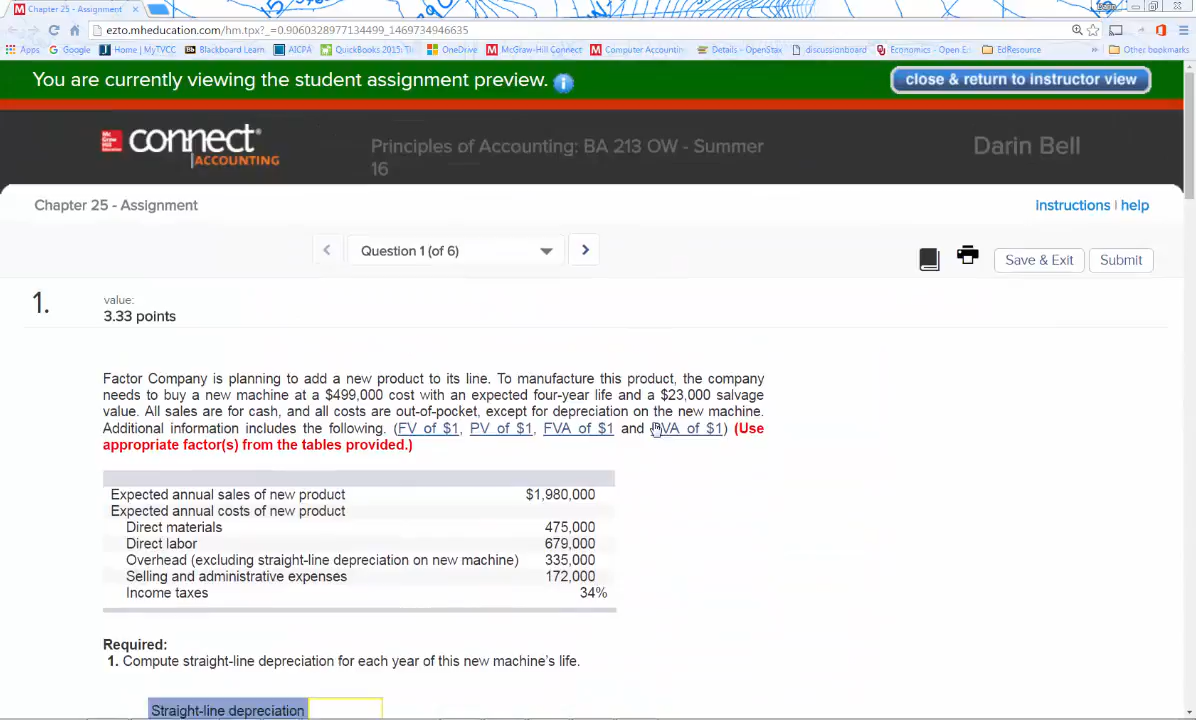 Chapter 25 - Assignment
ezto.mheducation.com/hm.tpx?_=0.9060328977134499_1469734946635
Apps Google Home | MyTVCC Blackboard Learn AICPA QuickBooks 2015: Ti OneDrive McGraw-Hill Connect Computer Accountin Details - OpenStax discussionboard Economics - Open E EdResource » Other bookmarks
You are currently viewing the student assignment preview. i close & return to instructor view
Mc Graw Hill Education connect ACCOUNTING
Principles of Accounting: BA 213 OW - Summer 16
Darin Bell
Chapter 25 - Assignment instructions | help
Question 1 (of 6)
Save & Exit Submit
1. value:
3.33 points
Factor Company is planning to add a new product to its line. To manufacture this product, the company
needs to buy a new machine at a $499,000 cost with an expected four-year life and a $23,000 salvage
value. All sales are for cash, and all costs are out-of-pocket, except for depreciation on the new machine.
Additional information includes the following. (FV of $1, PV of $1, FVA of $1 and VA of $1) (Use
appropriate factor(s) from the tables provided.)
Expected annual sales of new product $1,980,000
Expected annual costs of new product
Direct materials 475,000
Direct labor 679,000
Overhead (excluding straight-line depreciation on new machine) 335,000
Selling and administrative expenses 172,000
Income taxes 34%
Required:
1. Compute straight-line depreciation for each year of this new machine's life.
Straight-line depreciation